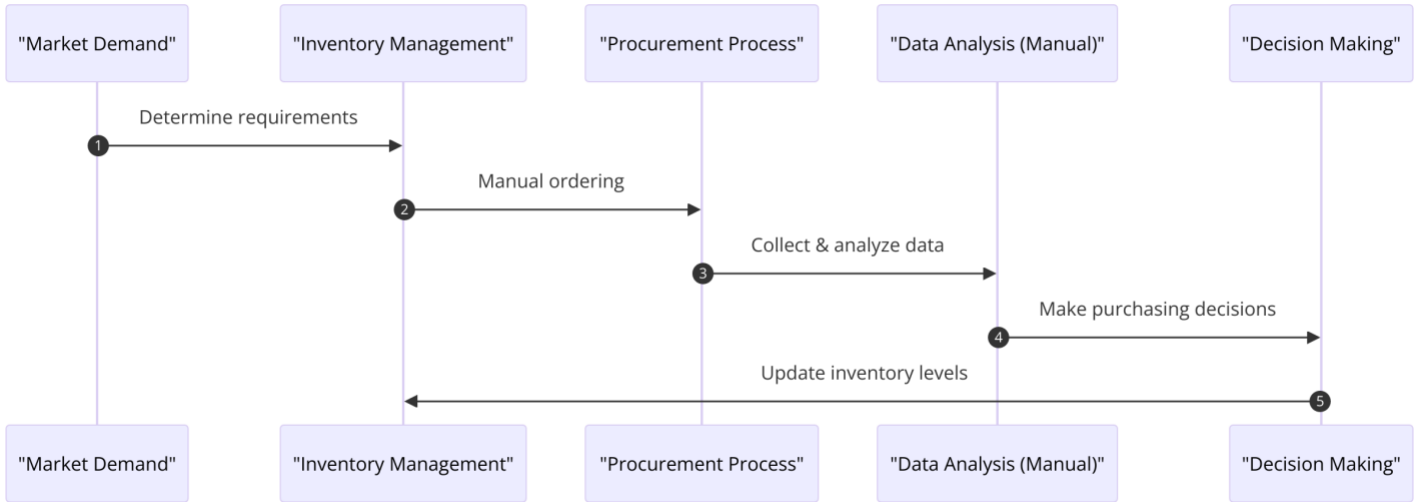 "Market Demand"
"Inventory Management"
"Procurement Process"
"Data Analysis (Manual)"
"Decision Making"
Determine requirements
1
Manual ordering
2
Collect & analyze data
3
Make purchasing decisions
4
Update inventory levels
5
"Market Demand"
"Inventory Management"
"Procurement Process"
"Data Analysis (Manual)"
"Decision Making"